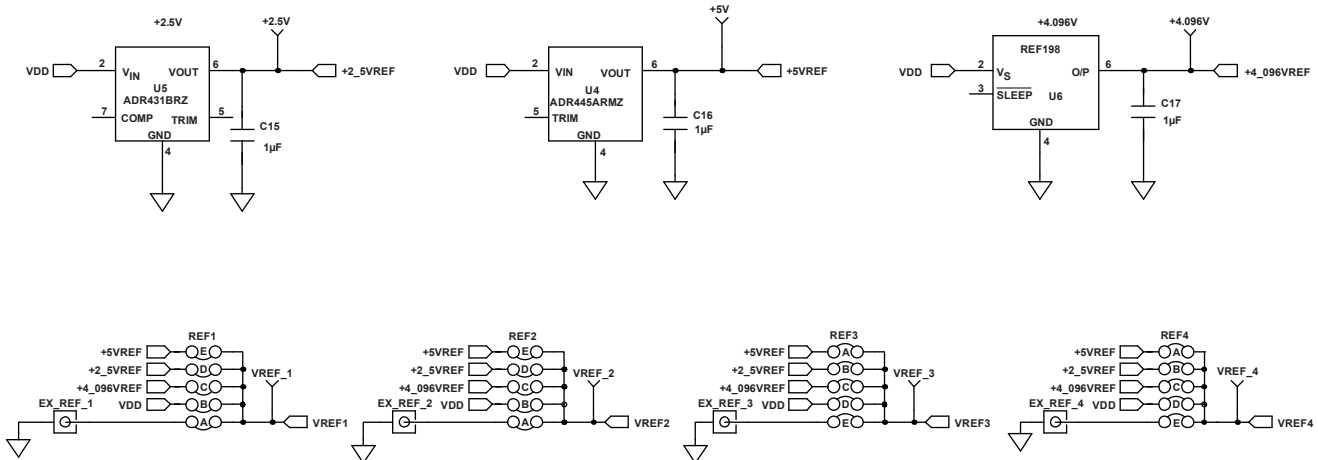 +2.5V
+2.5V
VDD
2
VIN
VOUT
6
+2_5VREF
U5
ADR431BRZ
7
COMP
TRIM
5
GND
4
C15
1µF
+5V
VDD
2
VIN
VOUT
6
+5VREF
U4
ADR445ARMZ
5
TRIM
GND
4
C16
1µF
+4.096V
+4.096V
REF198
VDD
2
VS
O/P
6
+4_096VREF
3
SLEEP
U6
GND
4
C17
1µF
REF1
+5VREF
E
+2_5VREF
D
+4_096VREF
C
VREF_1
VDD
B
EX_REF_1
A
VREF1
REF2
+5VREF
E
+2_5VREF
D
+4_096VREF
C
VREF_2
VDD
B
EX_REF_2
A
VREF2
REF3
+5VREF
A
+2_5VREF
B
+4_096VREF
C
VREF_3
VDD
D
EX_REF_3
E
VREF3
REF4
+5VREF
A
+2_5VREF
B
+4_096VREF
C
VREF_4
VDD
D
EX_REF_4
E
VREF4